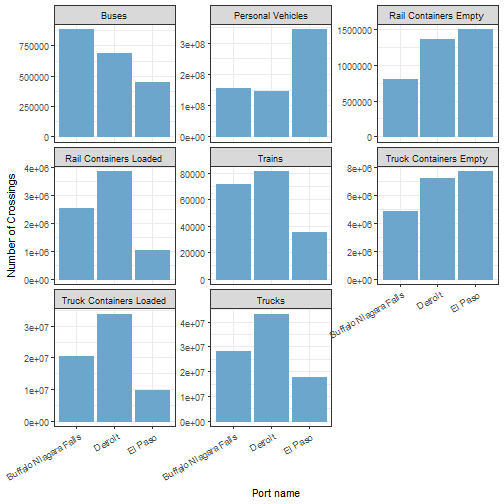 Buses
Personal Vehicles
Rail Containers Empty
750000
500000
250000
0
3e+08
2e+08
1e+08
0e+00
1500000
1000000
500000
0
Rail Containers Loaded
Trains
Truck Containers Empty
4e+06
3e+06
2e+06
1e+06
0e+00
80000
60000
40000
20000
0
8e+06
6e+06
4e+06
2e+06
0e+00
Truck Containers Loaded
Trucks
3e+07
2e+07
1e+07
0e+00
4e+07
3e+07
2e+07
1e+07
0e+00
Buffalo Niagara Falls
Detroit
El Paso
Buffalo Niagara Falls
Detroit
El Paso
Buffalo Niagara Falls
Detroit
El Paso
Number of Crossings
Port name